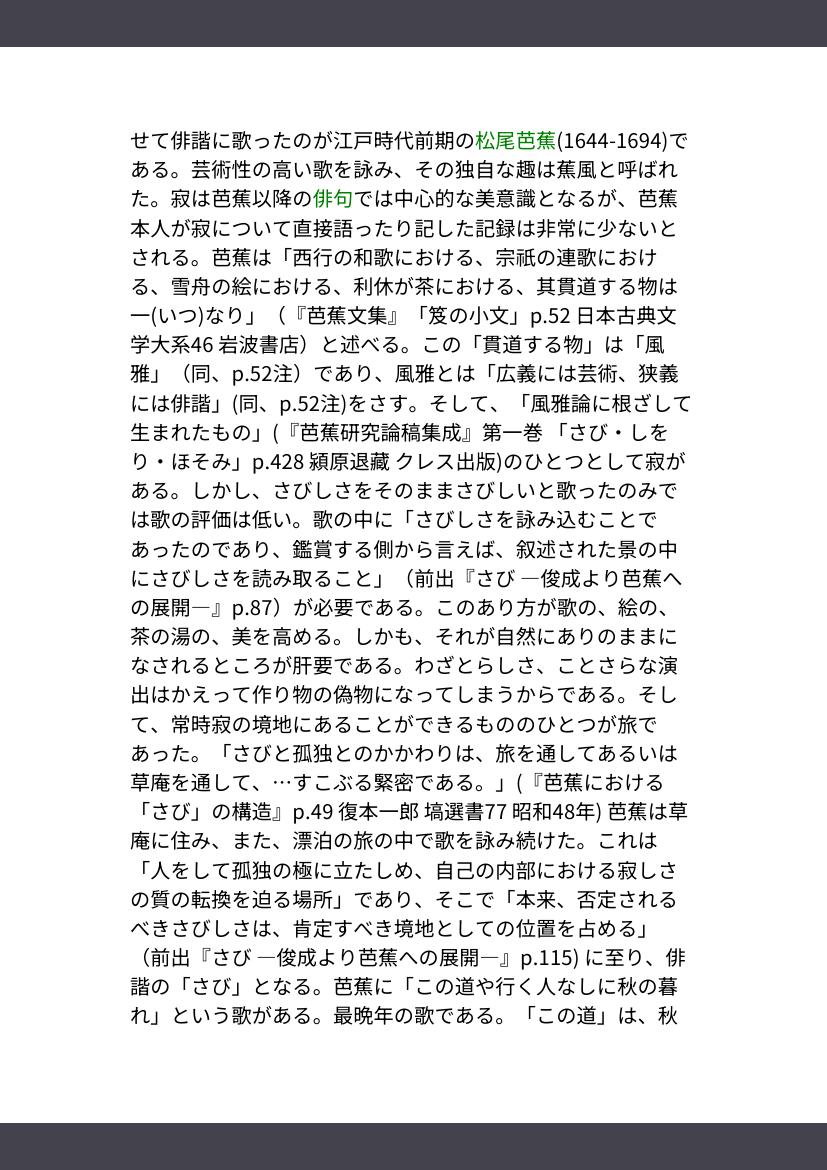 せて俳諧に歌ったのが江戸時代前期の松尾芭蕉(1644-1694)で
ある。芸術性の高い歌を詠み、その独自な趣は蕉風と呼ばれ
た。寂は芭蕉以降の俳句では中心的な美意識となるが、芭蕉
本人が寂について直接語ったり記した記録は非常に少ないと
される。芭蕉は「西行の和歌における、宗祇の連歌におけ
る、雪舟の絵における、利休が茶における、其貫道する物は
一(いつ)なり」（『芭蕉文集』「笈の小文」p.52 日本古典文
学大系46 岩波書店）と述べる。この「貫道する物」は「風
雅」（同、p.52注）であり、風雅とは「広義には芸術、狭義
には俳諧」(同、p.52注)をさす。そして、「風雅論に根ざして
生まれたもの」(『芭蕉研究論稿集成』第一巻 「さび・しを
り・ほそみ」p.428 潁原退藏 クレス出版)のひとつとして寂が
ある。しかし、さびしさをそのままさびしいと歌ったのみで
は歌の評価は低い。歌の中に「さびしさを詠み込むことで
あったのであり、鑑賞する側から言えば、叙述された景の中
にさびしさを読み取ること」（前出『さび ―俊成より芭蕉へ
の展開―』p.87）が必要である。このあり方が歌の、絵の、
茶の湯の、美を高める。しかも、それが自然にありのままに
なされるところが肝要である。わざとらしさ、ことさらな演
出はかえって作り物の偽物になってしまうからである。そし
て、常時寂の境地にあることができるもののひとつが旅で
あった。「さびと孤独とのかかわりは、旅を通してあるいは
草庵を通して、…すこぶる緊密である。」(『芭蕉における
「さび」の構造』p.49 復本一郎 塙選書77 昭和48年) 芭蕉は草
庵に住み、また、漂泊の旅の中で歌を詠み続けた。これは
「人をして孤独の極に立たしめ、自己の内部における寂しさ
の質の転換を迫る場所」であり、そこで「本来、否定される
べきさびしさは、肯定すべき境地としての位置を占める」
（前出『さび ―俊成より芭蕉への展開―』p.115) に至り、俳
諧の「さび」となる。芭蕉に「この道や行く人なしに秋の暮
れ」という歌がある。最晩年の歌である。「この道」は、秋